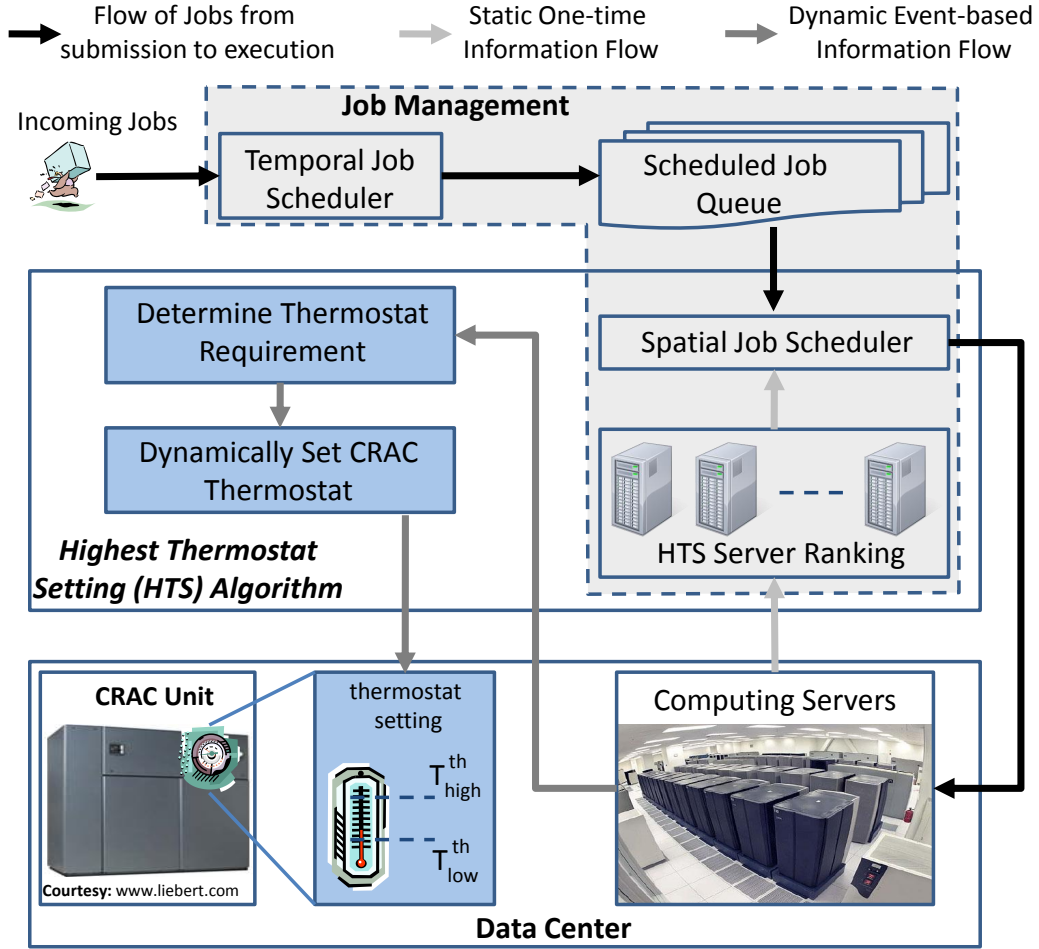 Flow of Jobs from
submission to execution
Static One-time
Information Flow
Dynamic Event-based
Information Flow
Job Management
Incoming Jobs
Temporal Job
Scheduler
Scheduled Job
Queue
Determine Thermostat
Requirement
Spatial Job Scheduler
Dynamically Set CRAC
Thermostat
HTS Server Ranking
Highest Thermostat
Setting (HTS) Algorithm
CRAC Unit
thermostat
setting
Computing Servers
T th high
T th low
Courtesy: www.liebert.com
Data Center